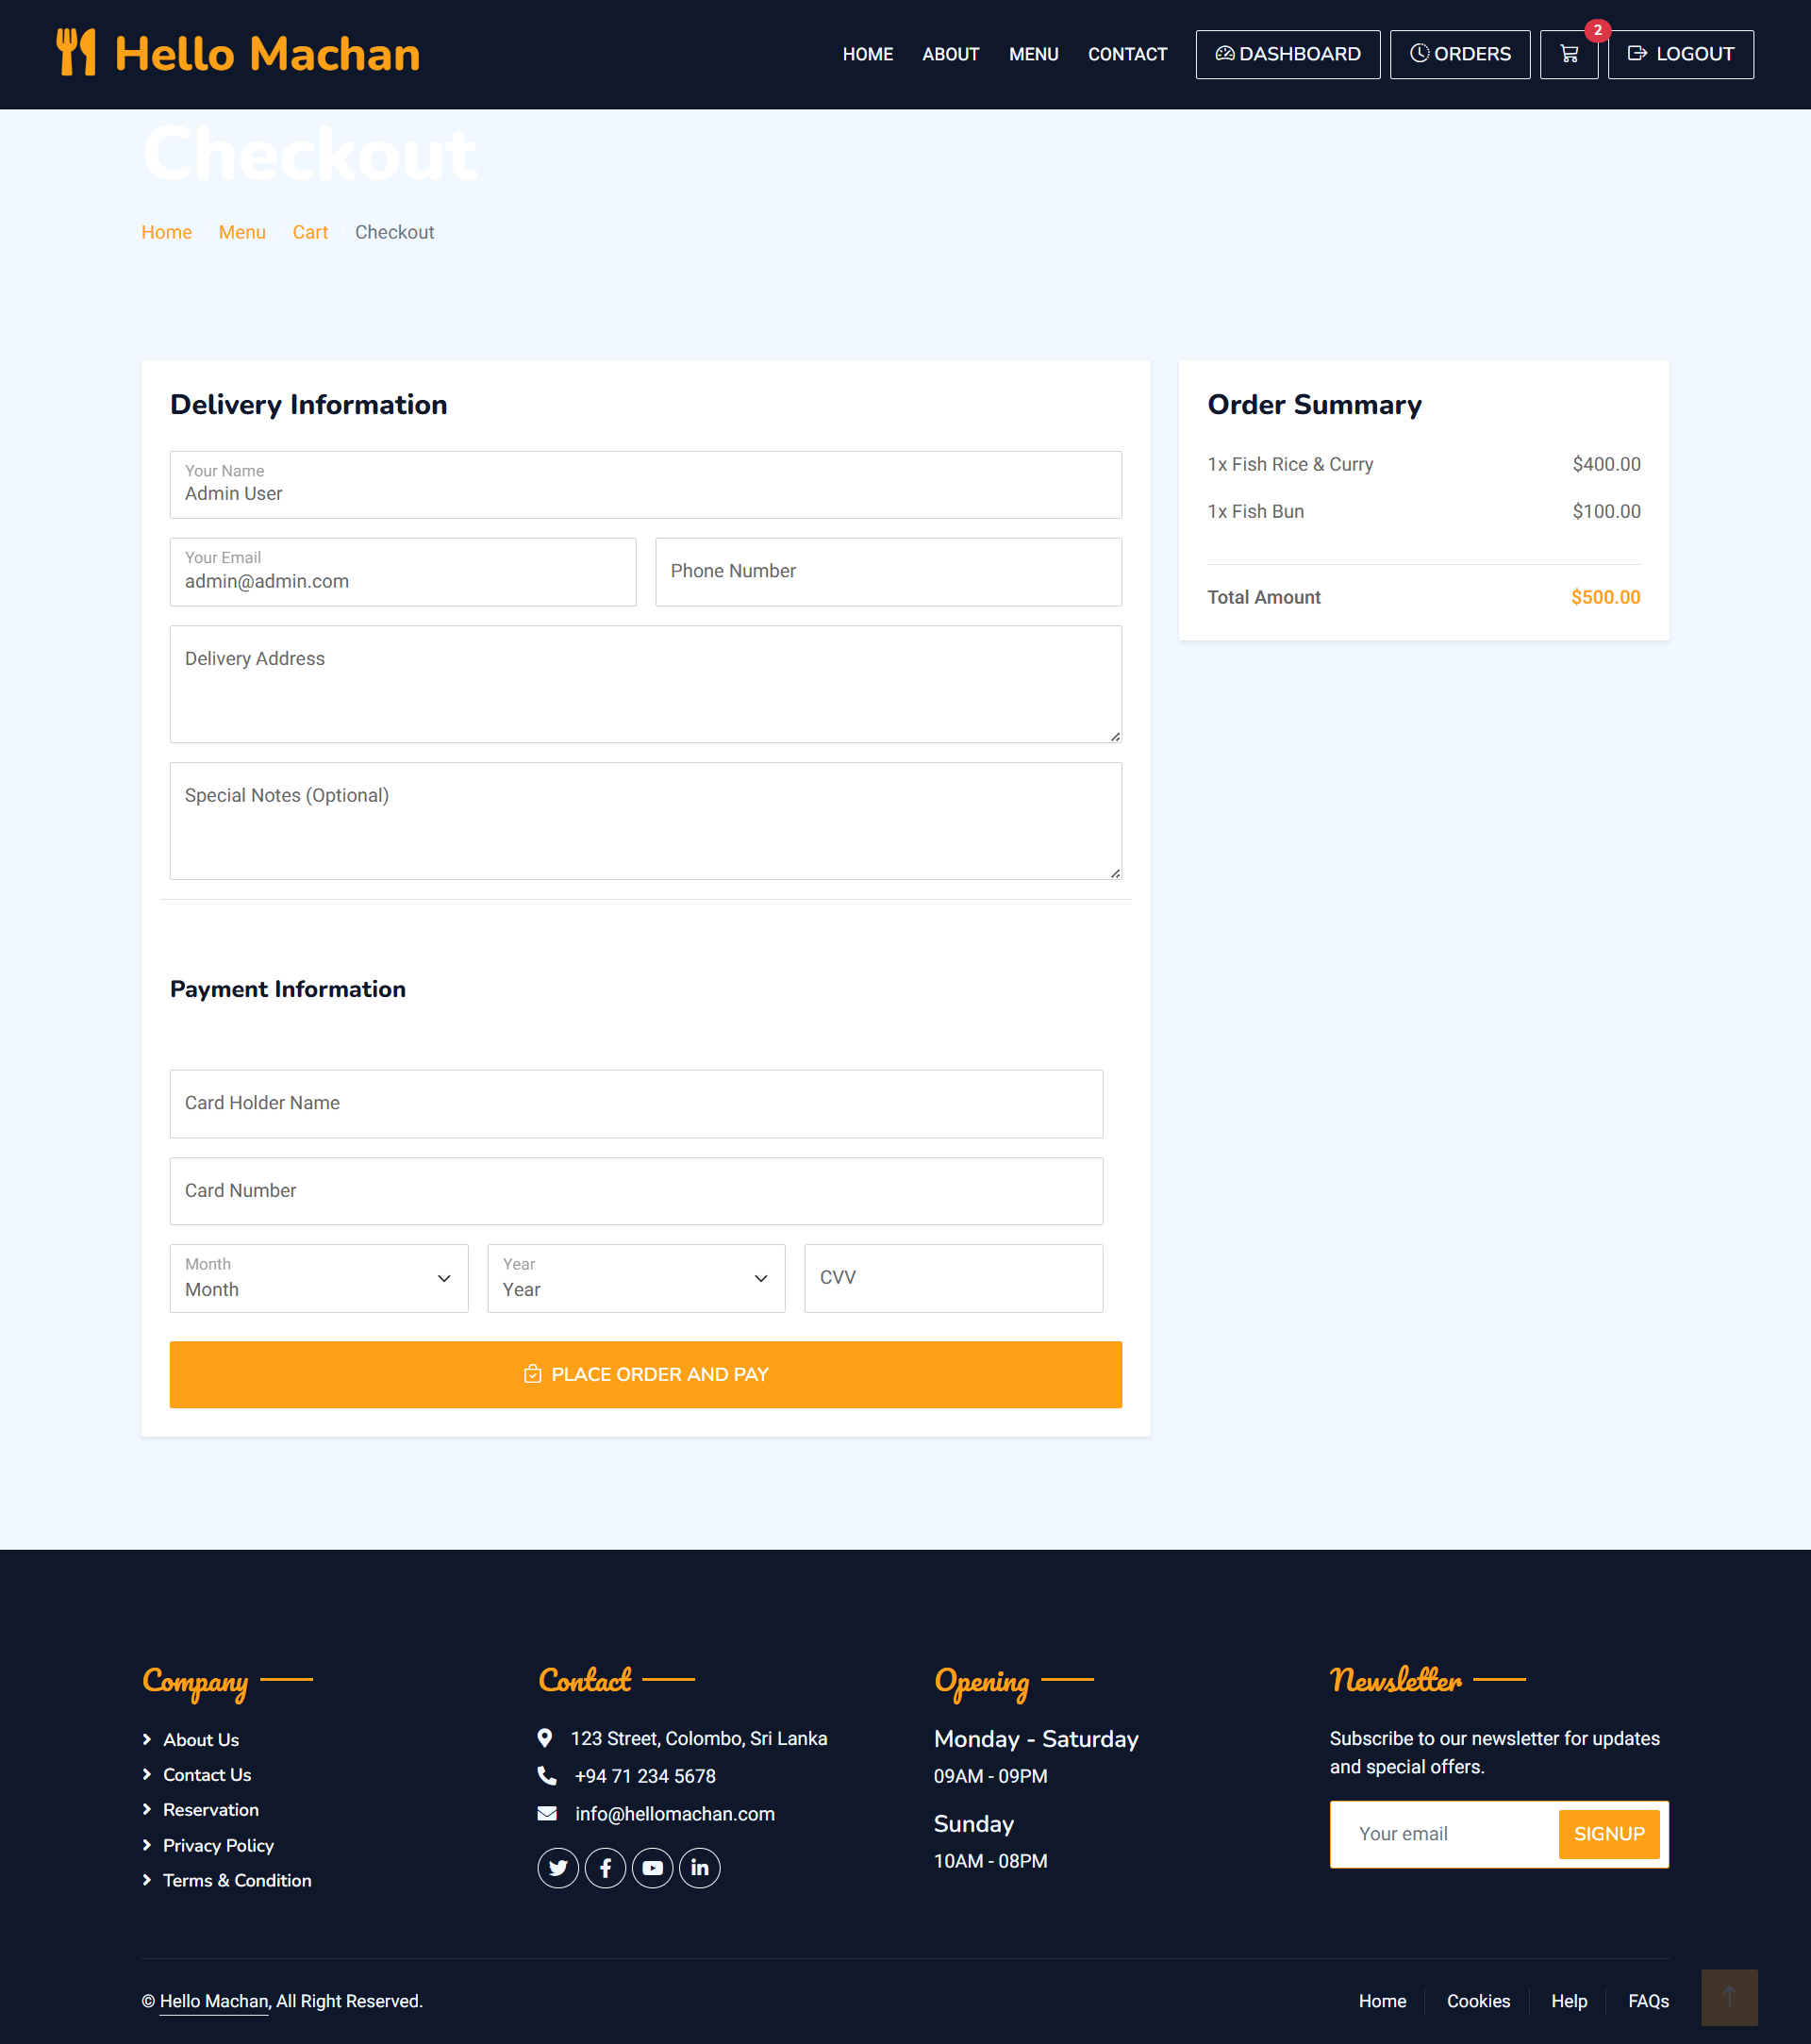 Hello Machan
HOME ABOUT MENU CONTACT DASHBOARD ORDERS 2 LOGOUT
Checkout
Home Menu Cart Checkout
Delivery Information
Your Name
Admin User
Your Email
admin@admin.com
Phone Number
Delivery Address
Special Notes (Optional)
Payment Information
Card Holder Name
Card Number
Month
Month
Year
Year
CVV
PLACE ORDER AND PAY
Order Summary
1x Fish Rice & Curry $400.00
1x Fish Bun $100.00
Total Amount $500.00
Company
About Us
Contact Us
Reservation
Privacy Policy
Terms & Condition
Contact
123 Street, Colombo, Sri Lanka
+94 71 234 5678
info@hellomachan.com
Opening
Monday - Saturday
09AM - 09PM
Sunday
10AM - 08PM
Newsletter
Subscribe to our newsletter for updates
and special offers.
Your email SIGNUP
© Hello Machan, All Right Reserved.
Home Cookies Help FAQs